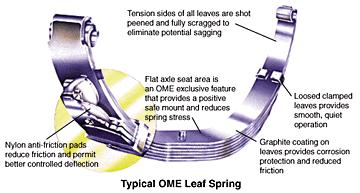 Tension sides of all leaves are shot
peened and fully scragged to
eliminate potential sagging
Flat axle seat area is
an OME exclusive feature
that provides a positive
safe mount and reduces
spring stress
Loosed clamped
leaves provides
smooth, quiet
operation
Nylon anti-friction pads
reduce friction and permit
better controlled deflection
Graphite coating on
leaves provides corrosion
protection and reduced
friction
Typical OME Leaf Spring